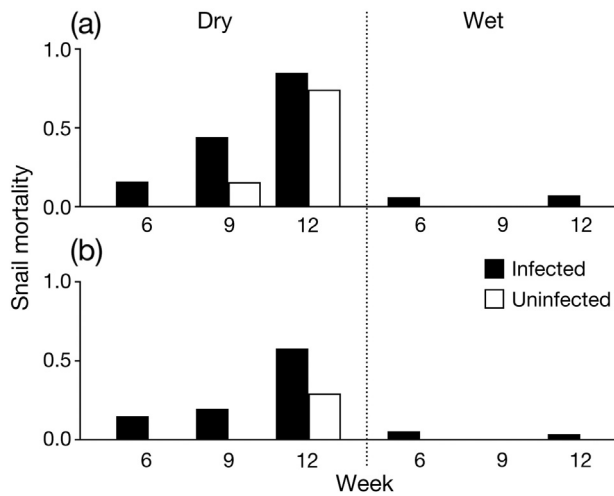 (a) Dry Wet
1.0
0.5
0.0
6 9 12 6 9 12
Snail mortality
(b)
1.0
Infected
Uninfected
0.5
0.0
6 9 12 6 9 12
Week